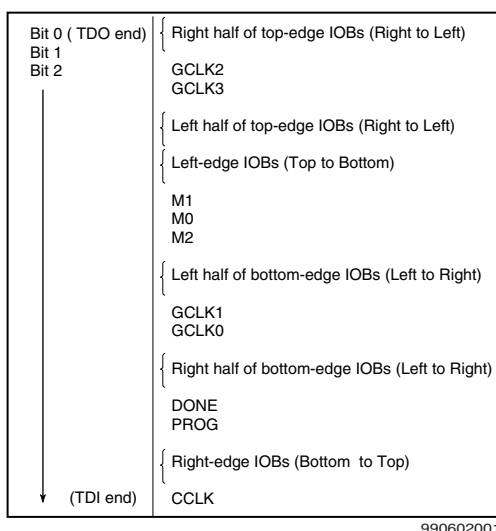 Bit 0 ( TDO end)
Bit 1
Bit 2
Right half of top-edge IOBs (Right to Left)
GCLK2
GCLK3
Left half of top-edge IOBs (Right to Left)
Left-edge IOBs (Top to Bottom)
M1
M0
M2
Left half of bottom-edge IOBs (Left to Right)
GCLK1
GCLK0
Right half of bottom-edge IOBs (Left to Right)
DONE
PROG
Right-edge IOBs (Bottom to Top)
(TDI end)
CCLK
990602001